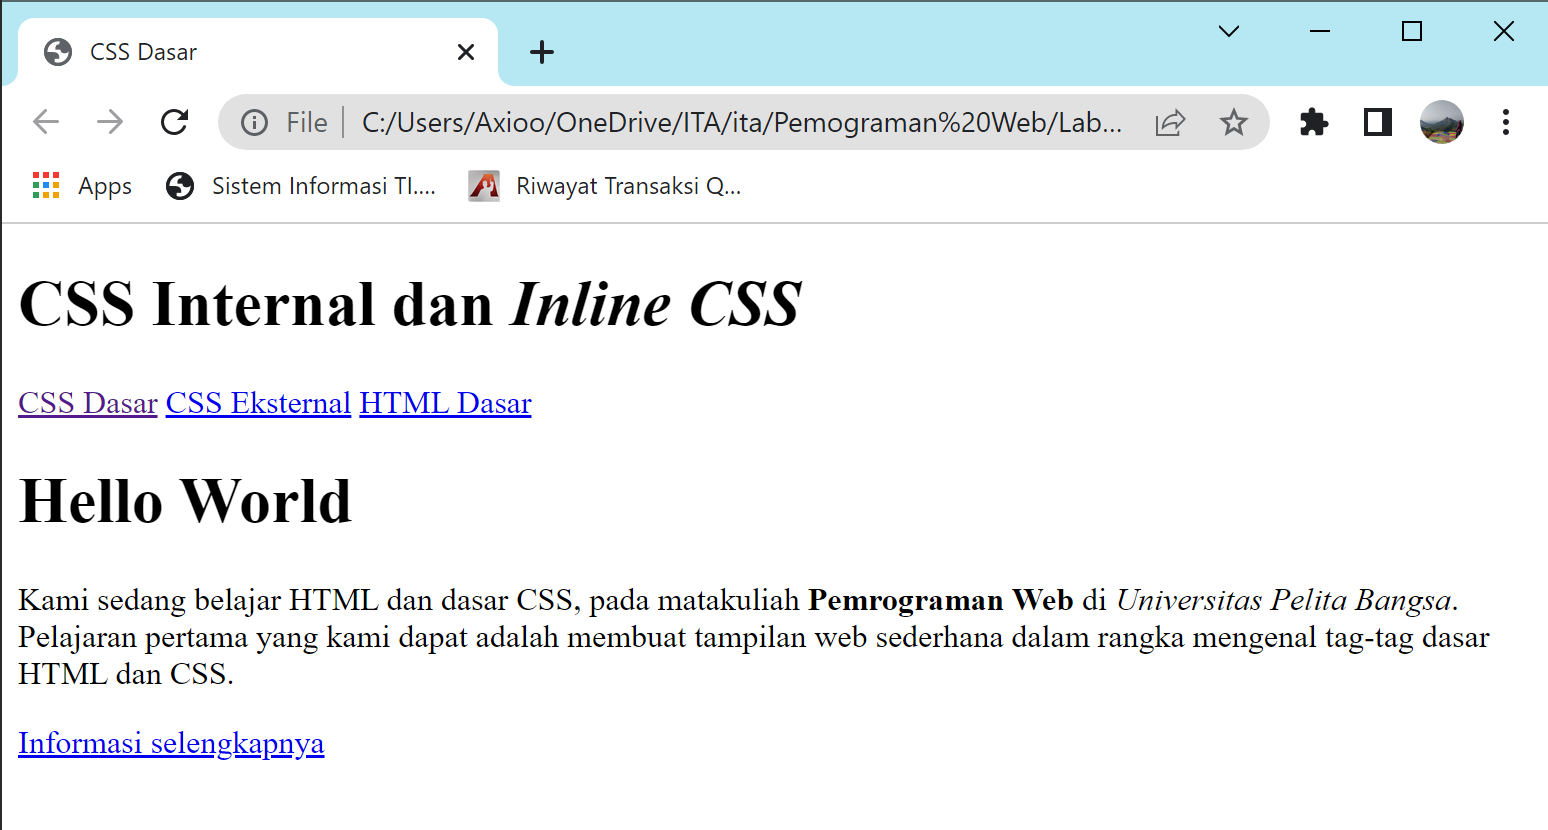 CSS Dasar
File C:/Users/Axioo/OneDrive/ITA/ita/Pemograman%20Web/Lab...
Apps Sistem Informasi TI.... Riwayat Transaksi Q...
CSS Internal dan Inline CSS
CSS Dasar CSS Eksternal HTML Dasar
Hello World
Kami sedang belajar HTML dan dasar CSS, pada matakuliah Pemrograman Web di Universitas Pelita Bangsa.
Pelajaran pertama yang kami dapat adalah membuat tampilan web sederhana dalam rangka mengenal tag-tag dasar
HTML dan CSS.
Informasi selengkapnya